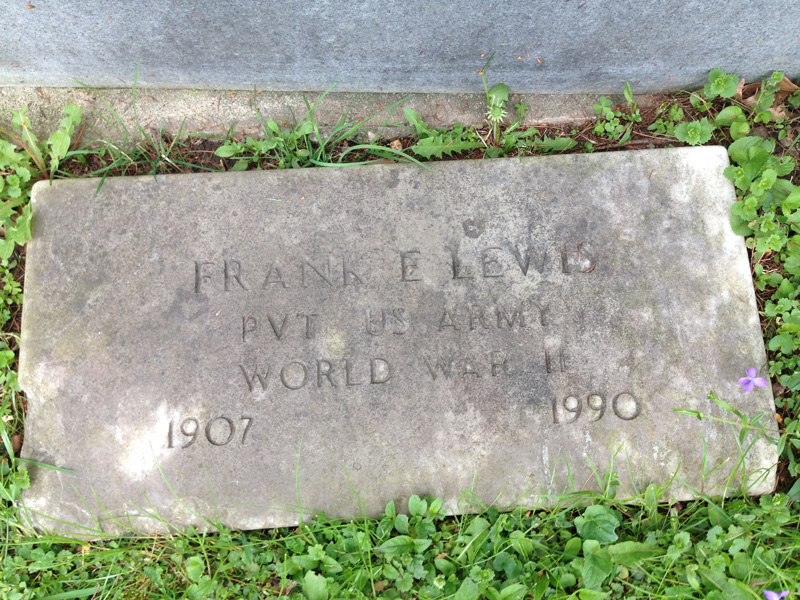 FRANK E LEWIS
PVT US ARMY
WORLD WAR II
1907 1990